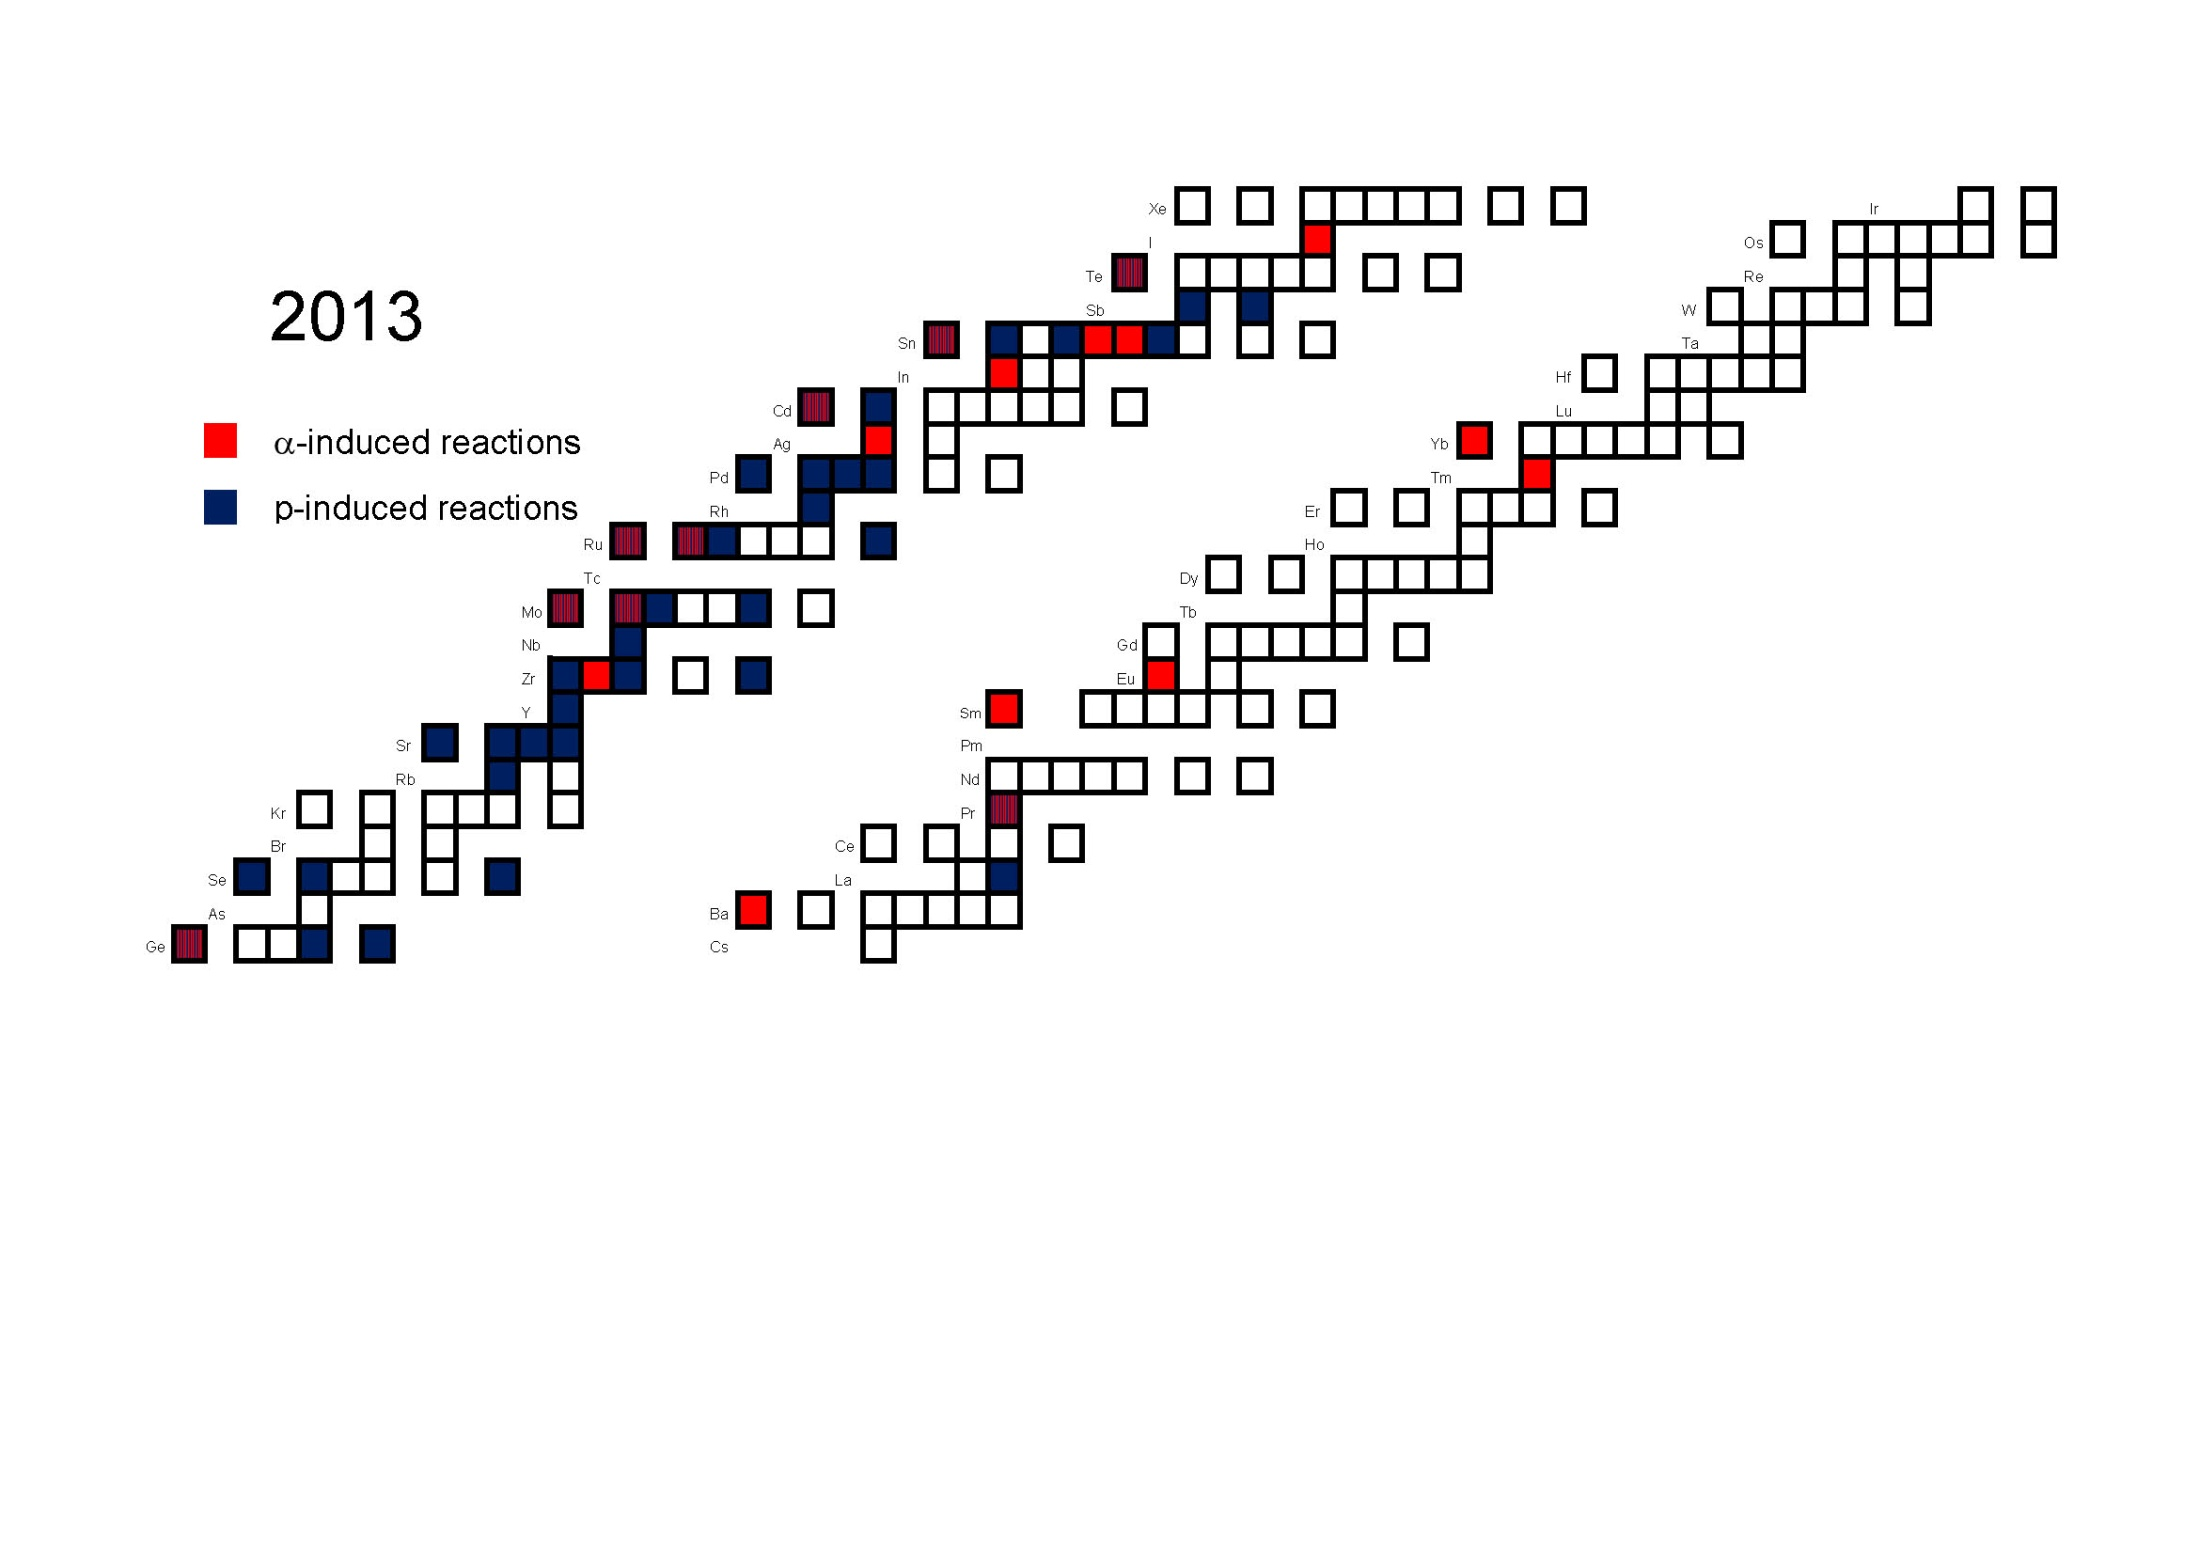 Xe
Ir
I
Os
Te
Re
2013
Sb
W
Sn
Ta
In
Hf
Cd
Lu
α-induced reactions
Ag
Yb
Pd
Tm
p-induced reactions
Rh
Er
Ru
Ho
Tc
Dy
Mo
Tb
Nb
Gd
Zr
Eu
Y
Sm
Sr
Pm
Rb
Nd
Kr
Pr
Br
Ce
Se
La
As
Ba
Ge
Cs